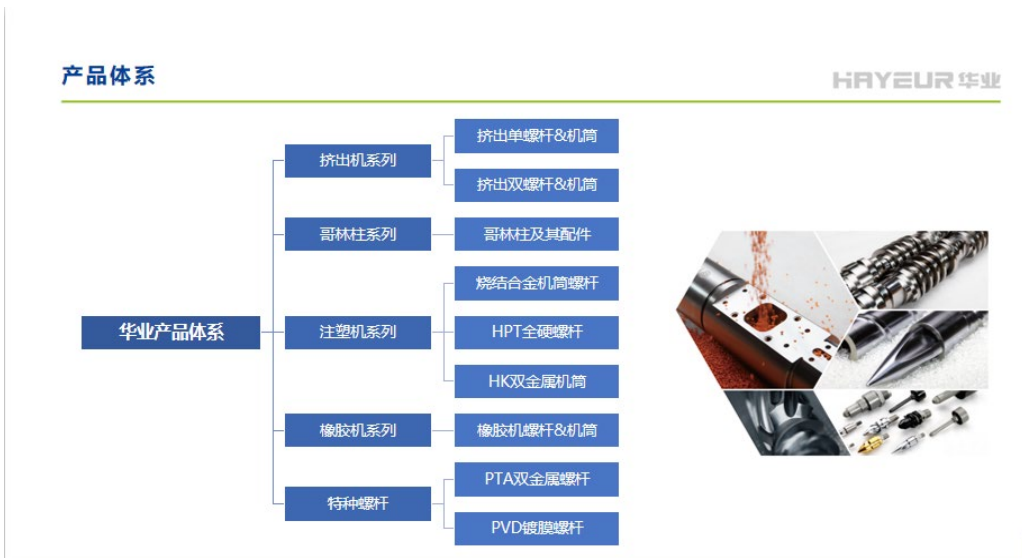 产品体系
HAYEUR 华业
挤出单螺杆&机筒
挤出机系列
挤出双螺杆&机筒
哥林柱系列
哥林柱及其配件
烧结合金机筒螺杆
华业产品体系
注塑机系列
HPT全硬螺杆
HK双金属机筒
橡胶机系列
橡胶机螺杆&机筒
PTA双金属螺杆
特种螺杆
PVD镀膜螺杆